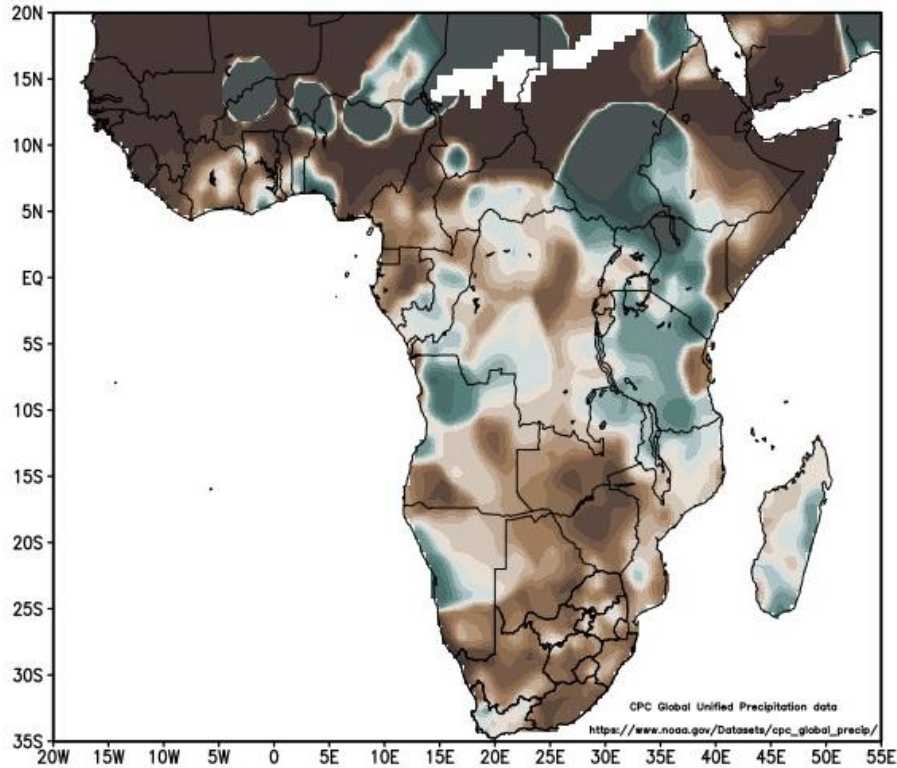 20N
15N
10N
5N
EQ
5S
10S
15S
20S
25S
30S
35S
CPC Global Unified Precipitation data
https://www.noaa.gov/Datasets/cpc_global_precip/
20W 15W 10W 5W 0 5E 10E 15E 20E 25E 30E 35E 40E 45E 50E 55E